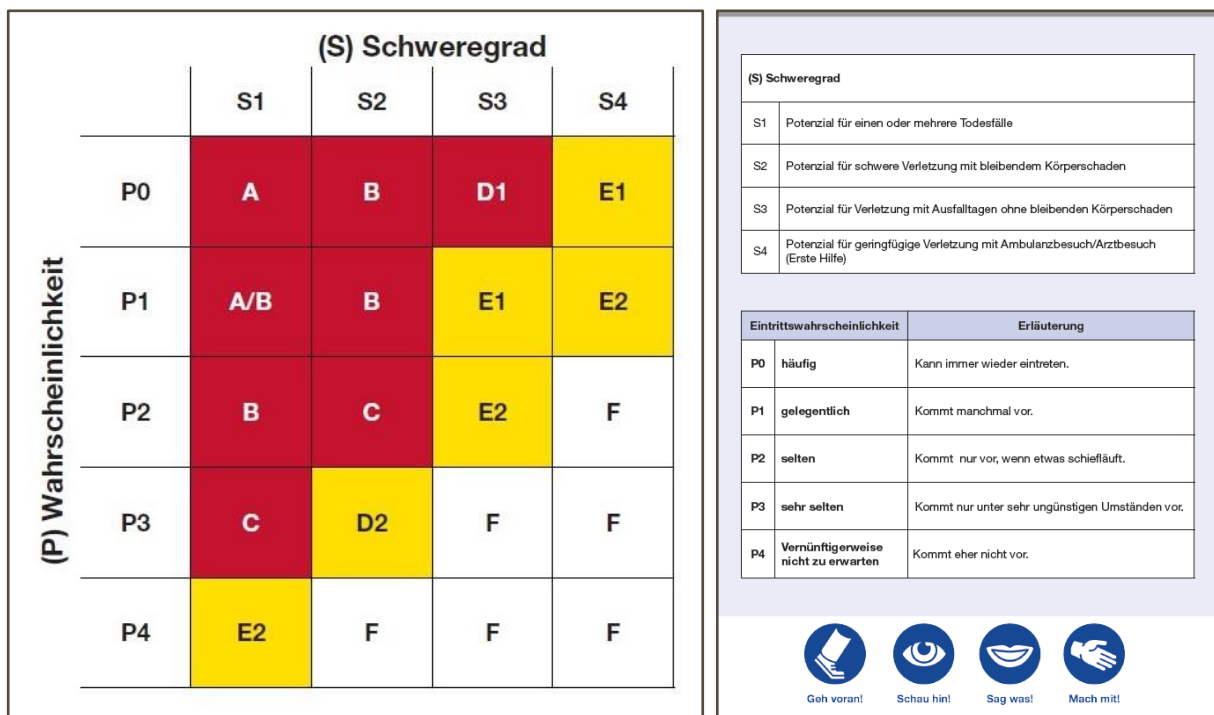 (S) Schweregrad
S1 S2 S3 S4
(P) Wahrscheinlichkeit
P0 A B D1 E1
P1 A/B B E1 E2
P2 B C E2 F
P3 C D2 F F
P4 E2 F F F
(S) Schweregrad
S1 Potenzial für einen oder mehrere Todesfälle
S2 Potenzial für schwere Verletzung mit bleibendem Körperschaden
S3 Potenzial für Verletzung mit Ausfalltagen ohne bleibenden Körperschaden
S4 Potenzial für geringfügige Verletzung mit Ambulanzbesuch/Arztbesuch
(Erste Hilfe)
Eintrittswahrscheinlichkeit Erläuterung
P0 häufig Kann immer wieder eintreten.
P1 gelegentlich Kommt manchmal vor.
P2 selten Kommt nur vor, wenn etwas schiefläuft.
P3 sehr selten Kommt nur unter sehr ungünstigen Umständen vor.
P4 Vernünftigerweise
nicht zu erwarten Kommt eher nicht vor.
Geh voran! Schau hin! Sag was! Mach mit!